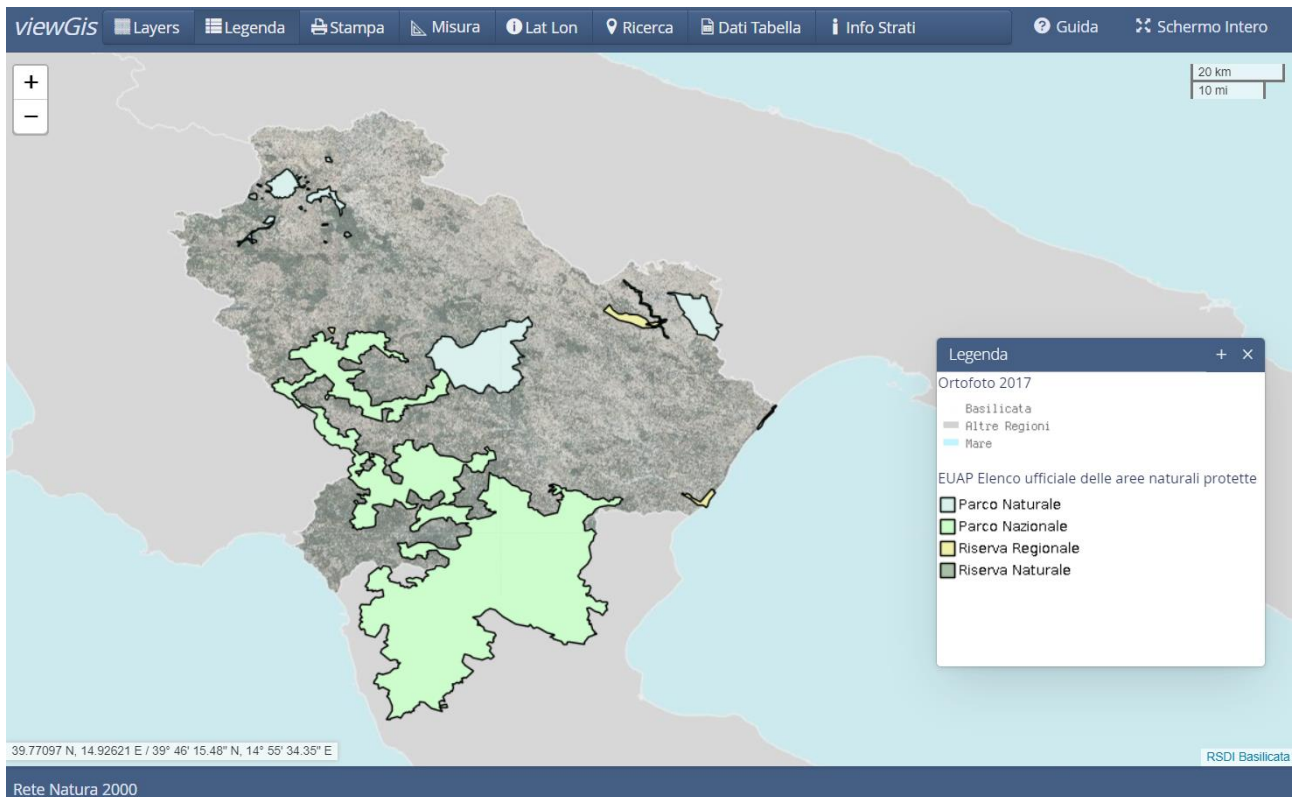 viewGis Layers Legenda Stampa Misura Lat Lon Ricerca Dati Tabella Info Strati Guida Schermo Intero
+
−
20 km
10 mi
Legenda + ×
Ortofoto 2017
Basilicata
Altre Regioni
Mare
EUAP Elenco ufficiale delle aree naturali protette
Parco Naturale
Parco Nazionale
Riserva Regionale
Riserva Naturale
39.77097 N, 14.92621 E / 39° 46' 15.48" N, 14° 55' 34.35" E
RSDI Basilicata
Rete Natura 2000